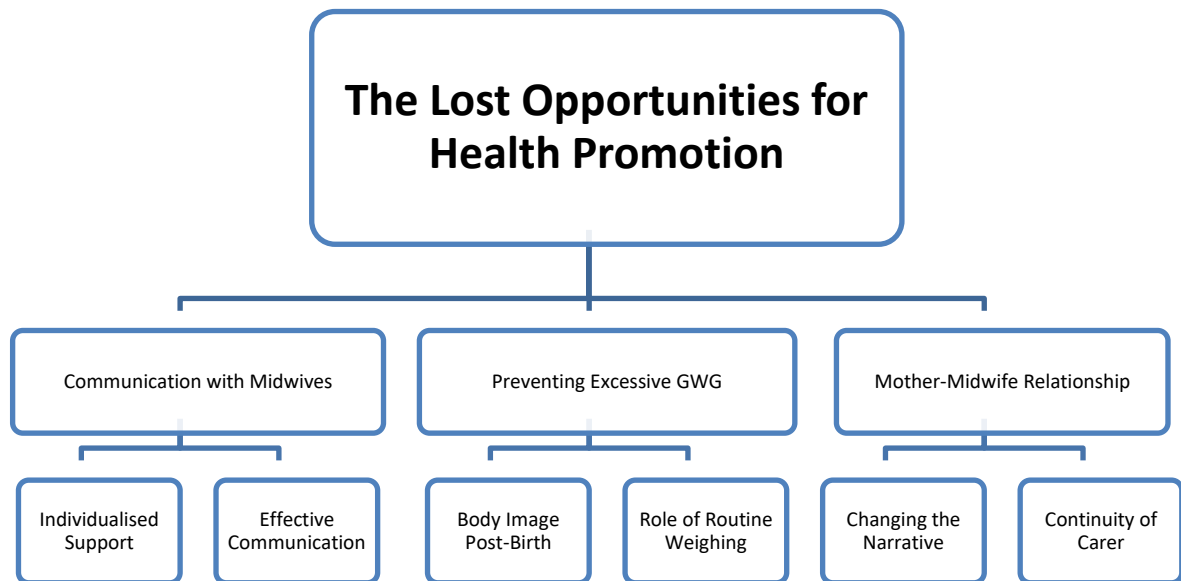 The Lost Opportunities for
Health Promotion
Communication with Midwives
Preventing Excessive GWG
Mother-Midwife Relationship
Individualised
Support
Effective
Communication
Body Image
Post-Birth
Role of Routine
Weighing
Changing the
Narrative
Continuity of
Carer